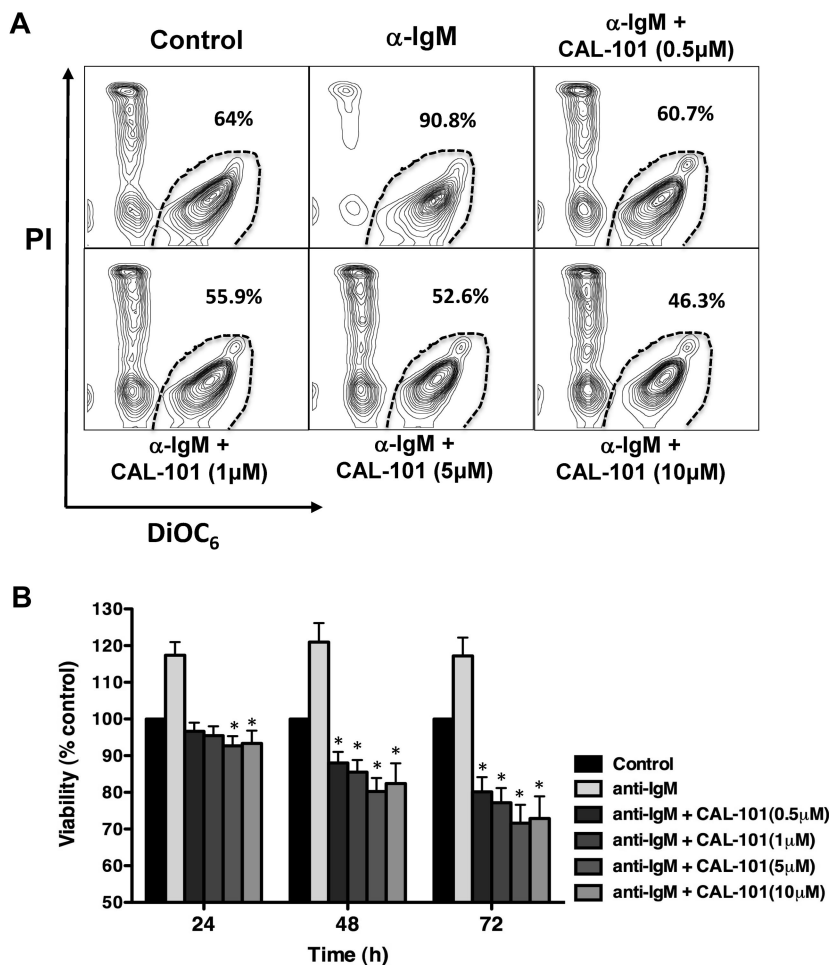 A
Control
α-IgM
α-IgM +
CAL-101 (0.5µM)
64%
90.8%
60.7%
PI
55.9%
52.6%
46.3%
α-IgM +
CAL-101 (1µM)
α-IgM +
CAL-101 (5µM)
α-IgM +
CAL-101 (10µM)
DiOC₆
B
Viability (% control)
130
120
110
100
90
80
70
60
50
* *
* * * *
* * * *
24 48 72
Time (h)
Control
anti-IgM
anti-IgM + CAL-101(0.5µM)
anti-IgM + CAL-101(1µM)
anti-IgM + CAL-101(5µM)
anti-IgM + CAL-101(10µM)